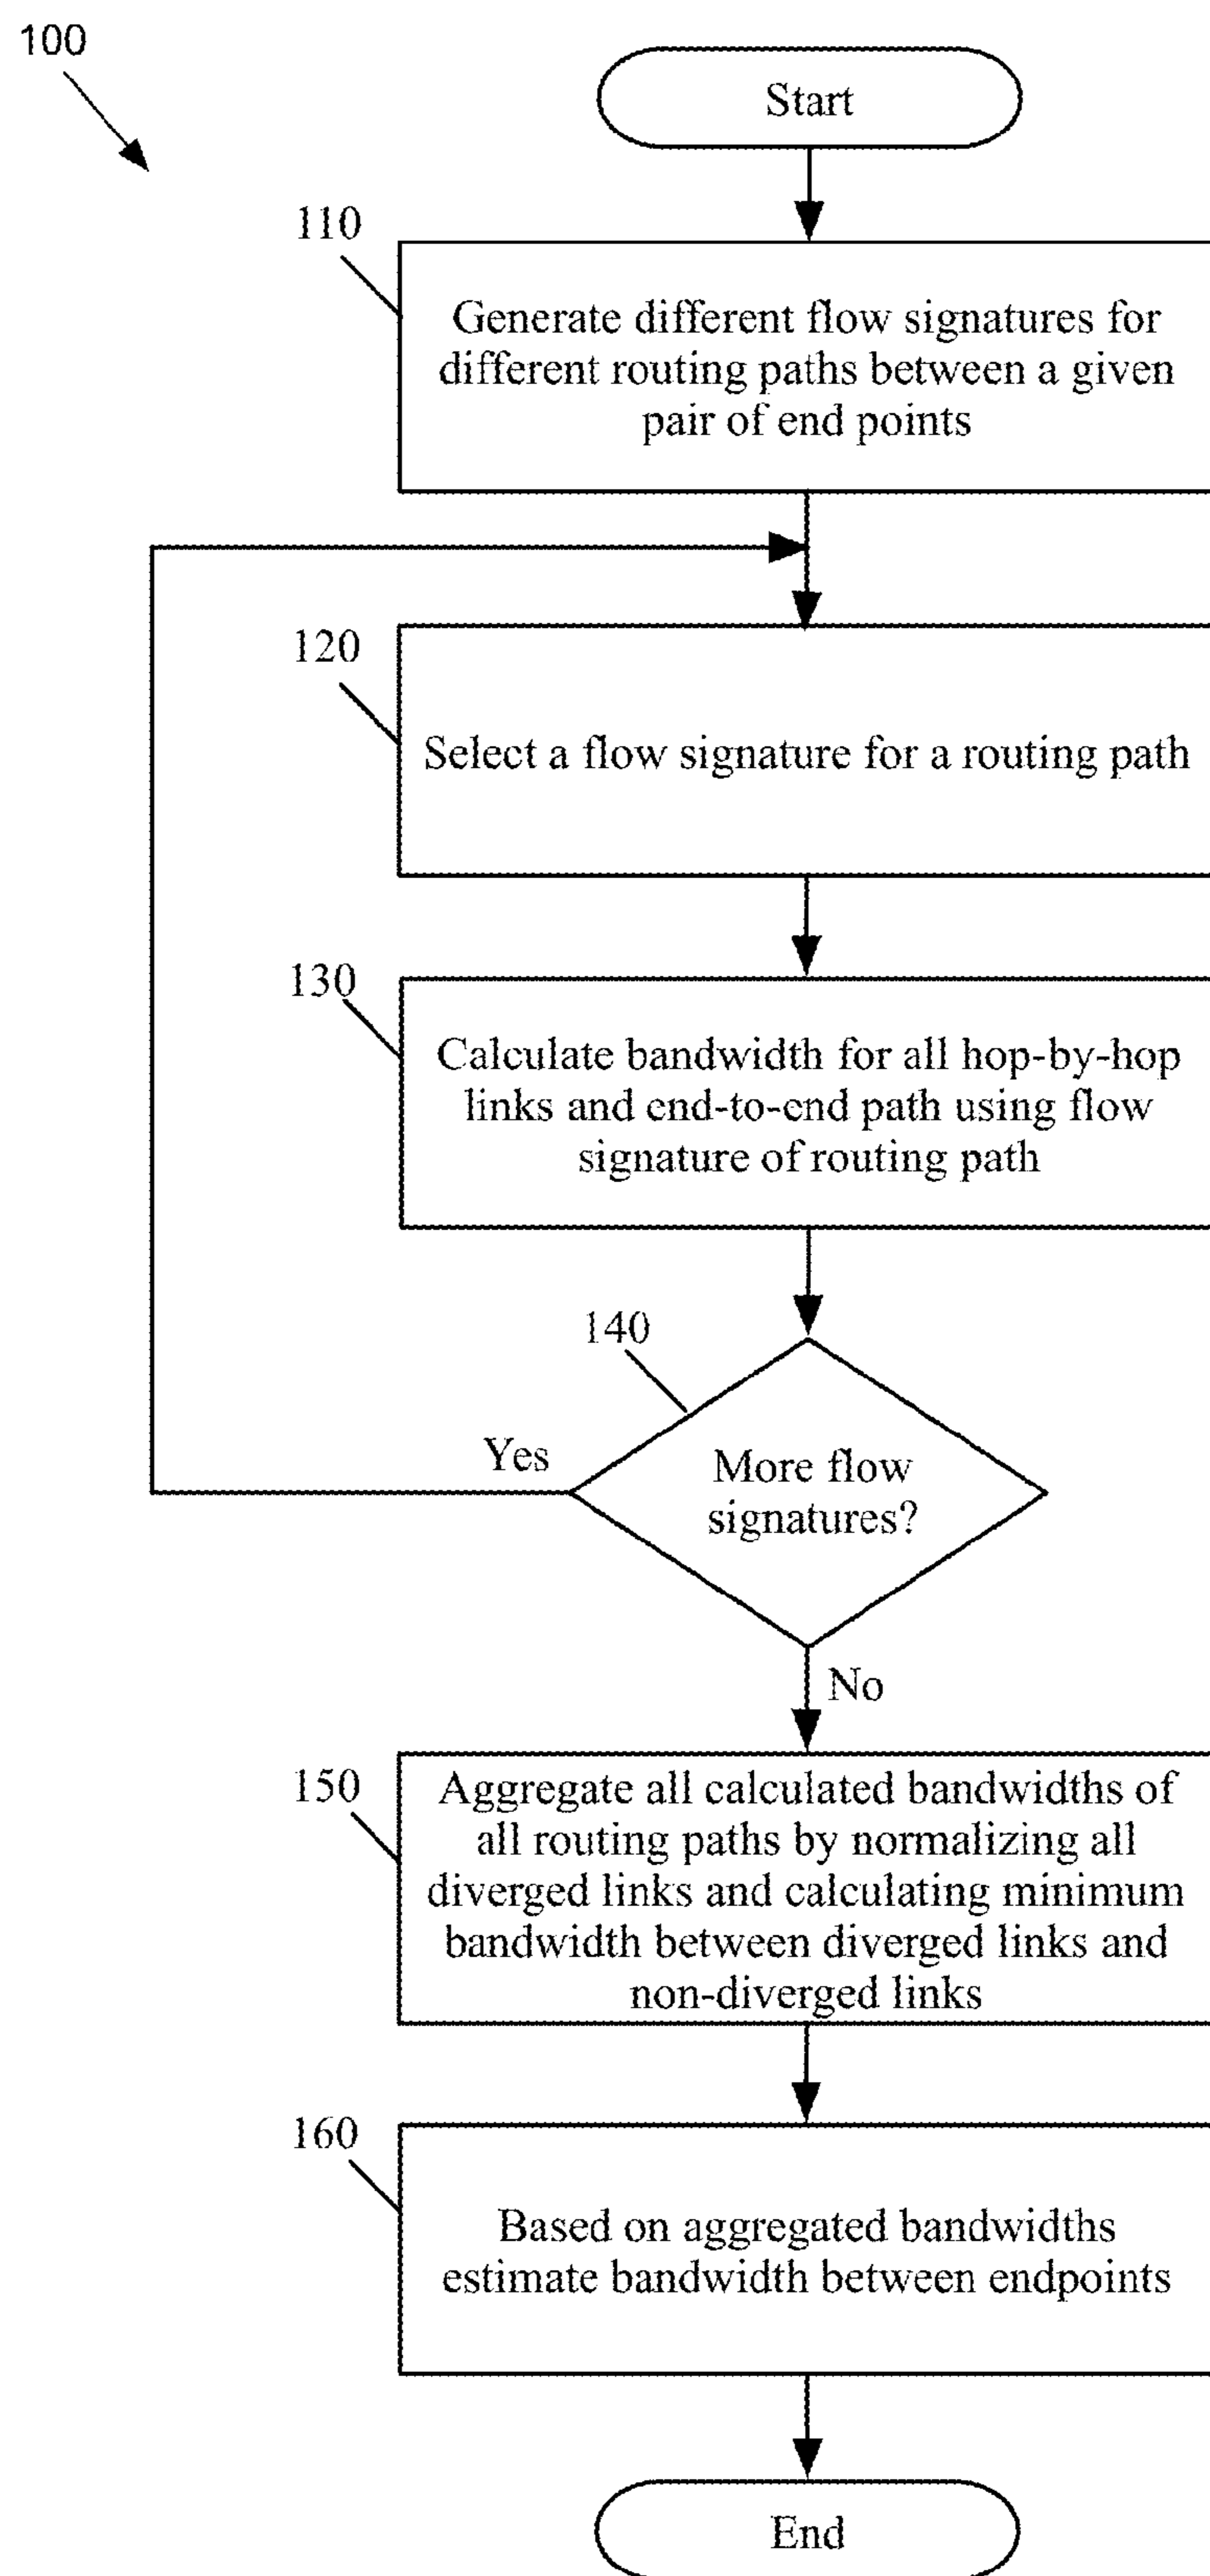 100
Start
110
Generate different flow signatures for
different routing paths between a given
pair of end points
120
Select a flow signature for a routing path
130
Calculate bandwidth for all hop-by-hop
links and end-to-end path using flow
signature of routing path
140
Yes
More flow
signatures?
No
150
Aggregate all calculated bandwidths of
all routing paths by normalizing all
diverged links and calculating minimum
bandwidth between diverged links and
non-diverged links
160
Based on aggregated bandwidths
estimate bandwidth between endpoints
End